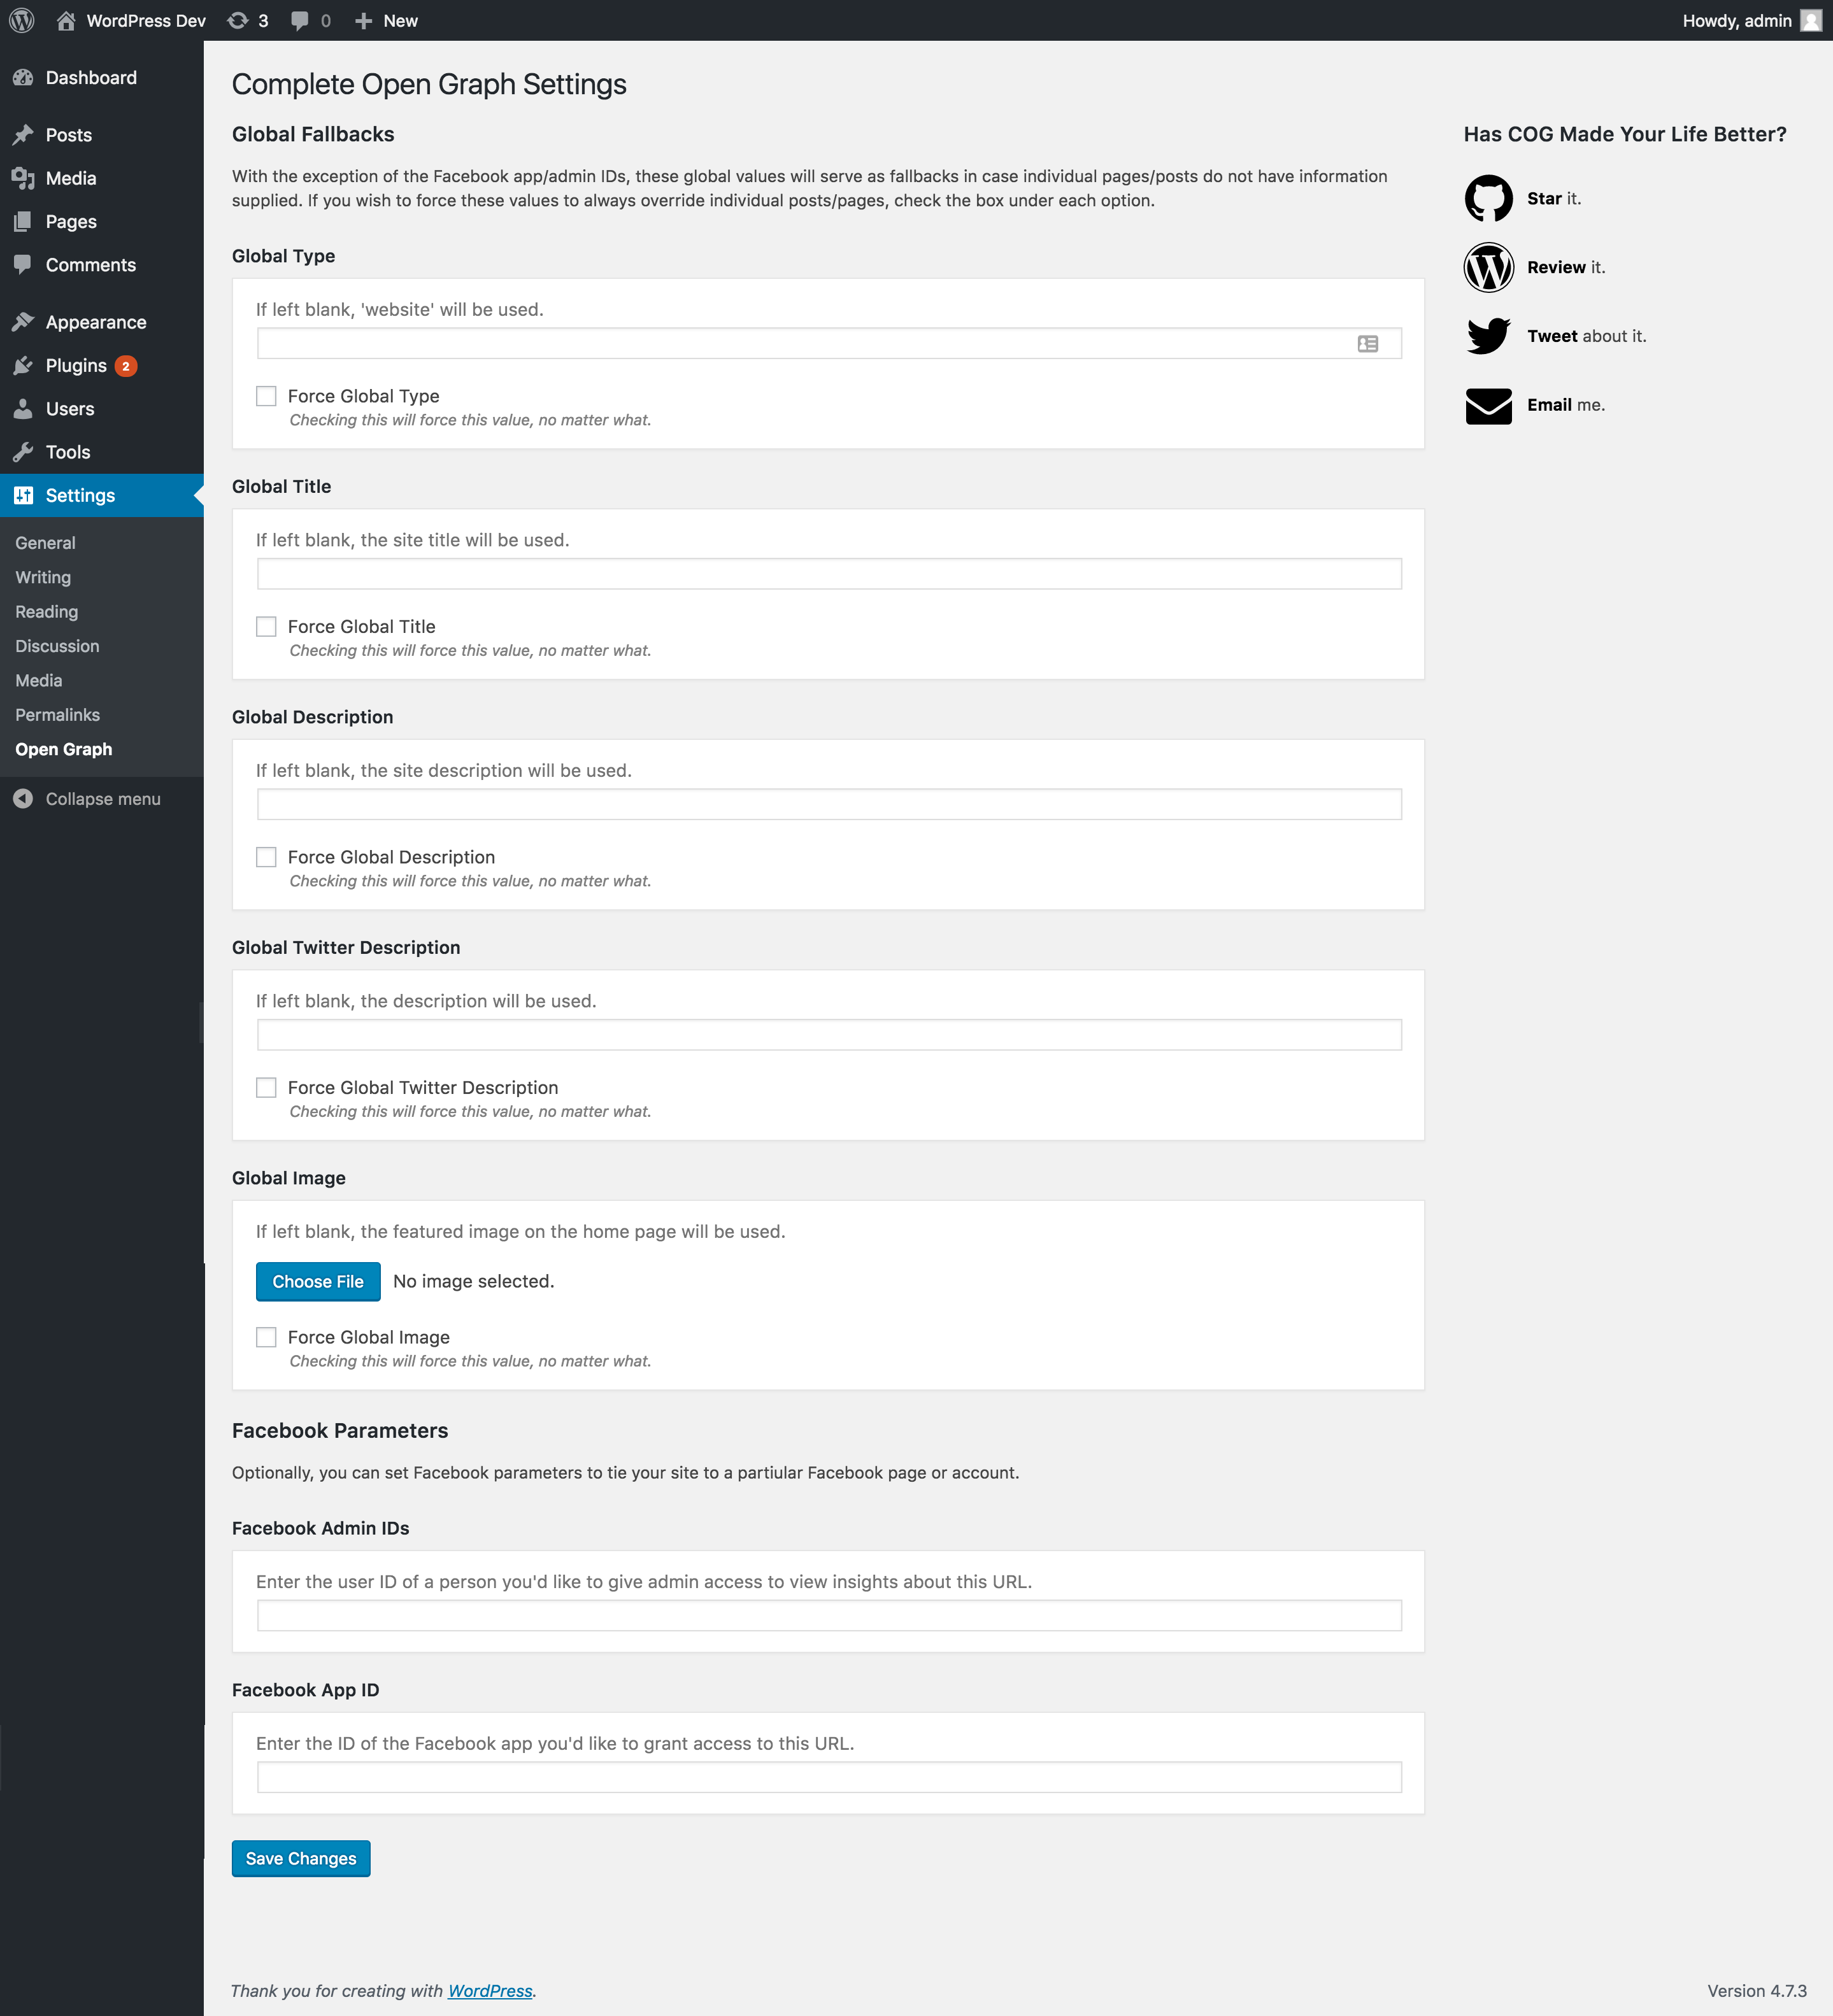 WordPress Dev 3 0 New Howdy, admin
Dashboard
Posts
Media
Pages
Comments
Appearance
Plugins 2
Users
Tools
Settings
General
Writing
Reading
Discussion
Media
Permalinks
Open Graph
Collapse menu
Complete Open Graph Settings
Global Fallbacks
With the exception of the Facebook app/admin IDs, these global values will serve as fallbacks in case individual pages/posts do not have information
supplied. If you wish to force these values to always override individual posts/pages, check the box under each option.
Global Type
If left blank, 'website' will be used.
Force Global Type
Checking this will force this value, no matter what.
Global Title
If left blank, the site title will be used.
Force Global Title
Checking this will force this value, no matter what.
Global Description
If left blank, the site description will be used.
Force Global Description
Checking this will force this value, no matter what.
Global Twitter Description
If left blank, the description will be used.
Force Global Twitter Description
Checking this will force this value, no matter what.
Global Image
If left blank, the featured image on the home page will be used.
Choose File No image selected.
Force Global Image
Checking this will force this value, no matter what.
Facebook Parameters
Optionally, you can set Facebook parameters to tie your site to a partiular Facebook page or account.
Facebook Admin IDs
Enter the user ID of a person you'd like to give admin access to view insights about this URL.
Facebook App ID
Enter the ID of the Facebook app you'd like to grant access to this URL.
Save Changes
Has COG Made Your Life Better?
Star it.
Review it.
Tweet about it.
Email me.
Thank you for creating with WordPress.
Version 4.7.3